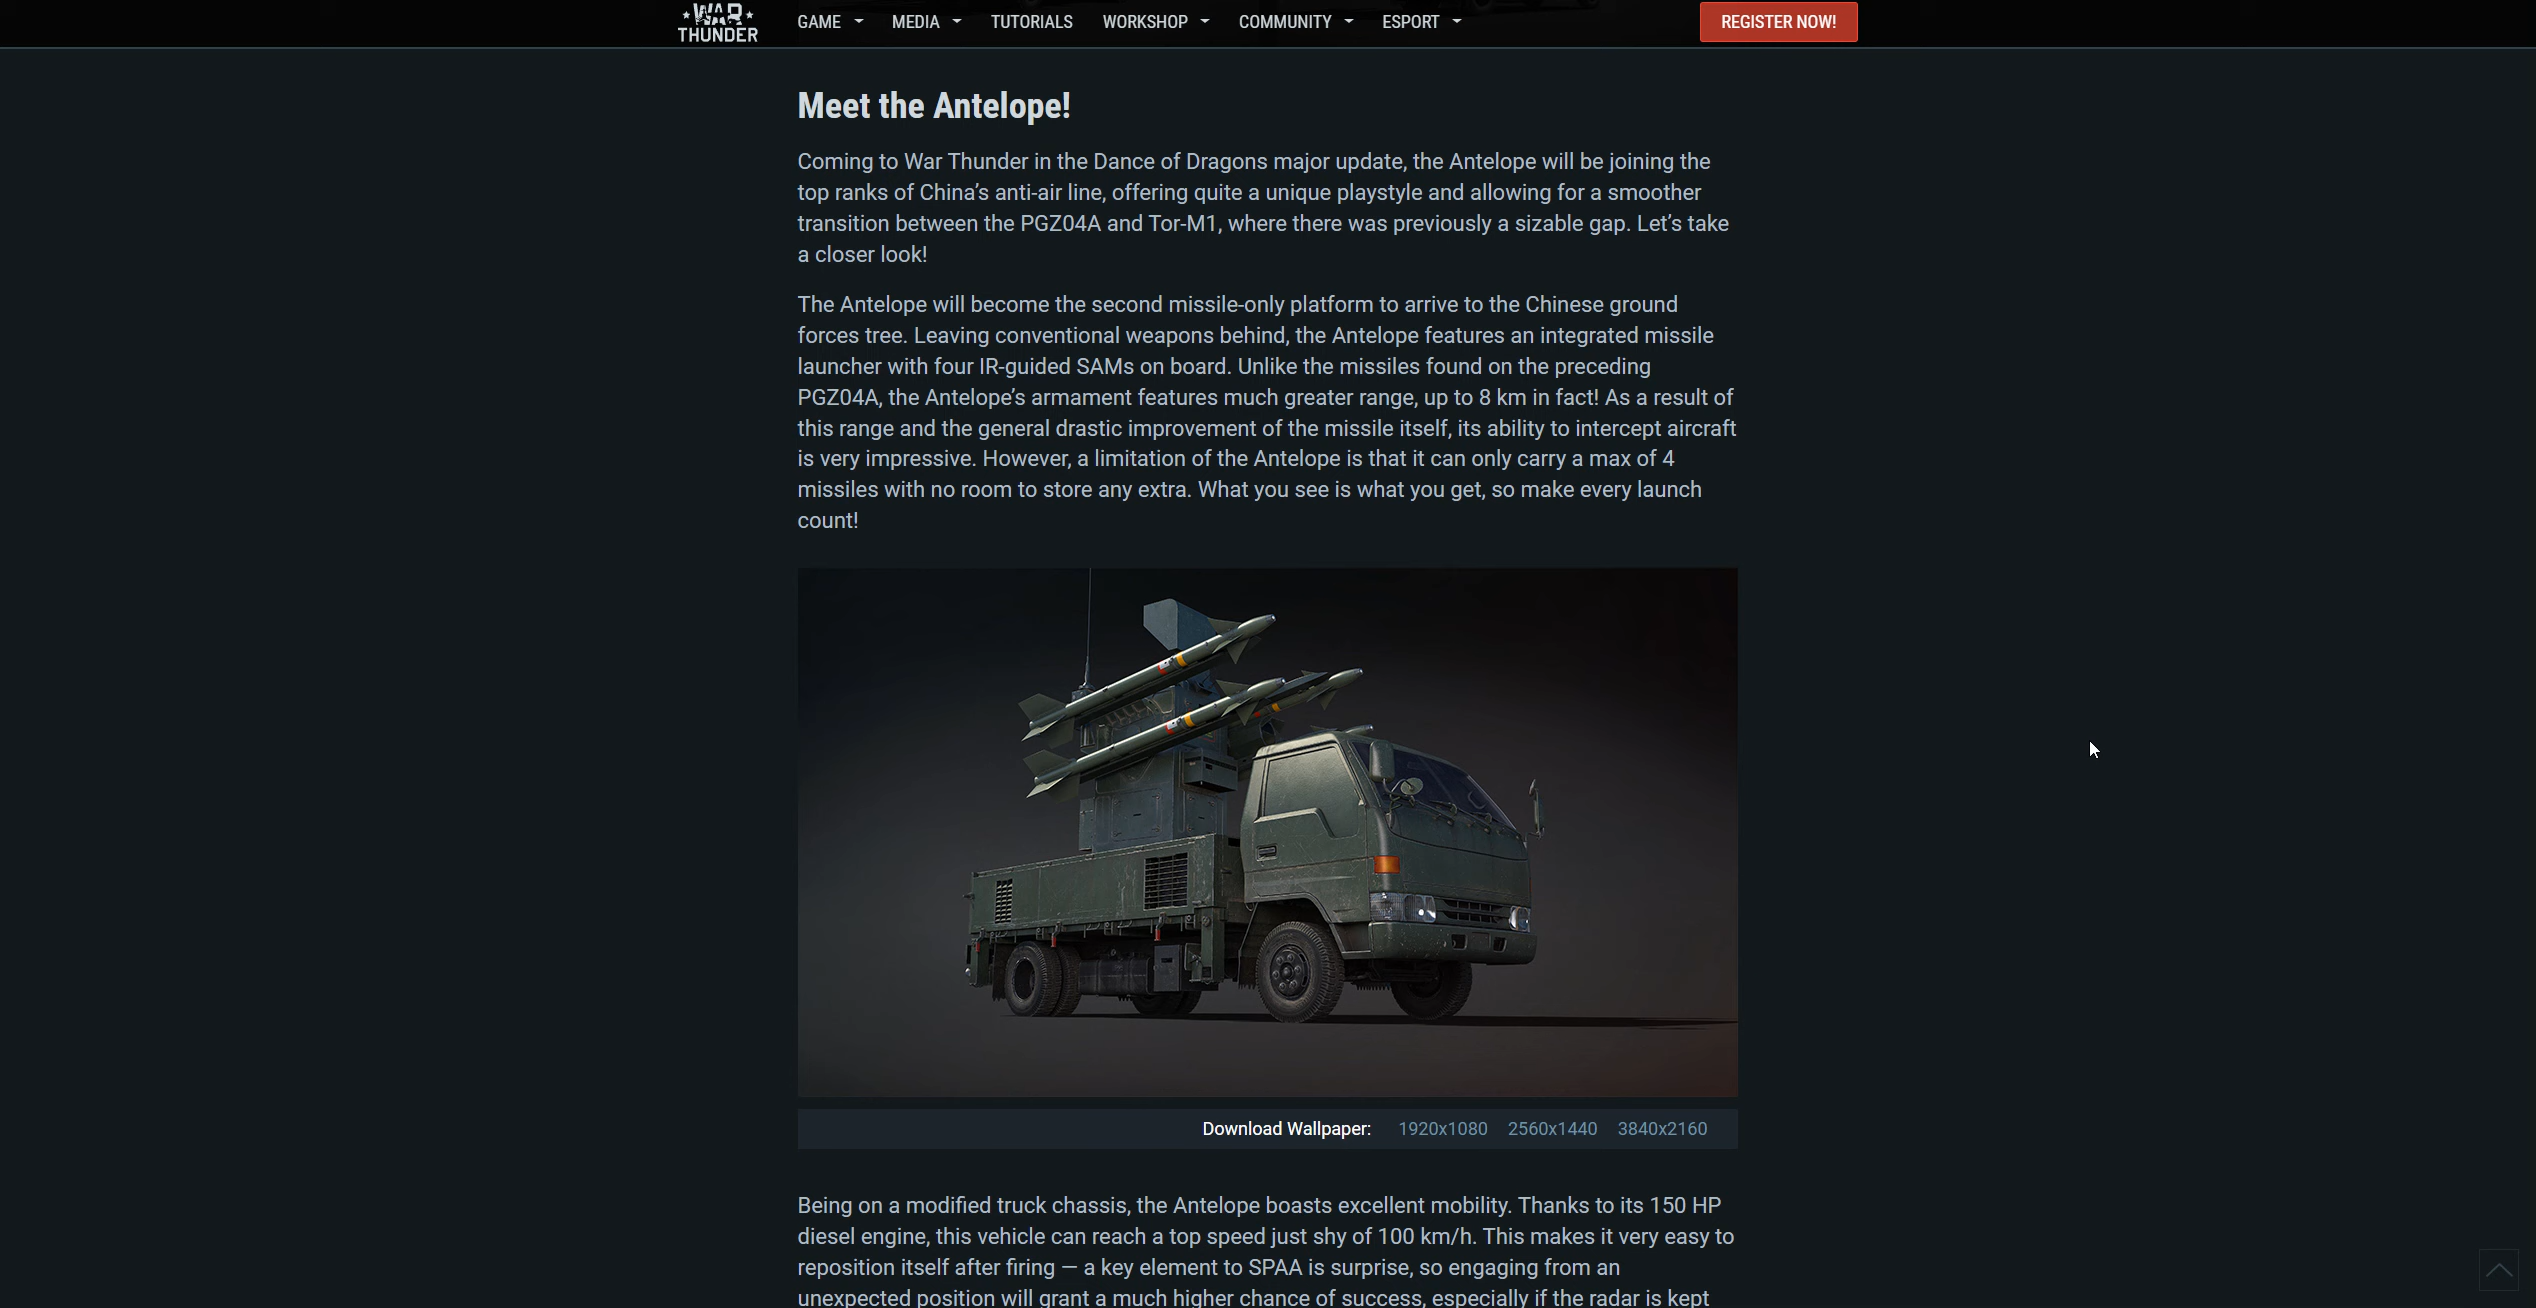 WAR
THUNDER
GAME MEDIA TUTORIALS WORKSHOP COMMUNITY ESPORT REGISTER NOW!
Meet the Antelope!
Coming to War Thunder in the Dance of Dragons major update, the Antelope will be joining the
top ranks of China’s anti-air line, offering quite a unique playstyle and allowing for a smoother
transition between the PGZ04A and Tor-M1, where there was previously a sizable gap. Let’s take
a closer look!
The Antelope will become the second missile-only platform to arrive to the Chinese ground
forces tree. Leaving conventional weapons behind, the Antelope features an integrated missile
launcher with four IR-guided SAMs on board. Unlike the missiles found on the preceding
PGZ04A, the Antelope’s armament features much greater range, up to 8 km in fact! As a result of
this range and the general drastic improvement of the missile itself, its ability to intercept aircraft
is very impressive. However, a limitation of the Antelope is that it can only carry a max of 4
missiles with no room to store any extra. What you see is what you get, so make every launch
count!
Download Wallpaper: 1920x1080 2560x1440 3840x2160
Being on a modified truck chassis, the Antelope boasts excellent mobility. Thanks to its 150 HP
diesel engine, this vehicle can reach a top speed just shy of 100 km/h. This makes it very easy to
reposition itself after firing — a key element to SPAA is surprise, so engaging from an
unexpected position will grant a much higher chance of success, especially if the radar is kept